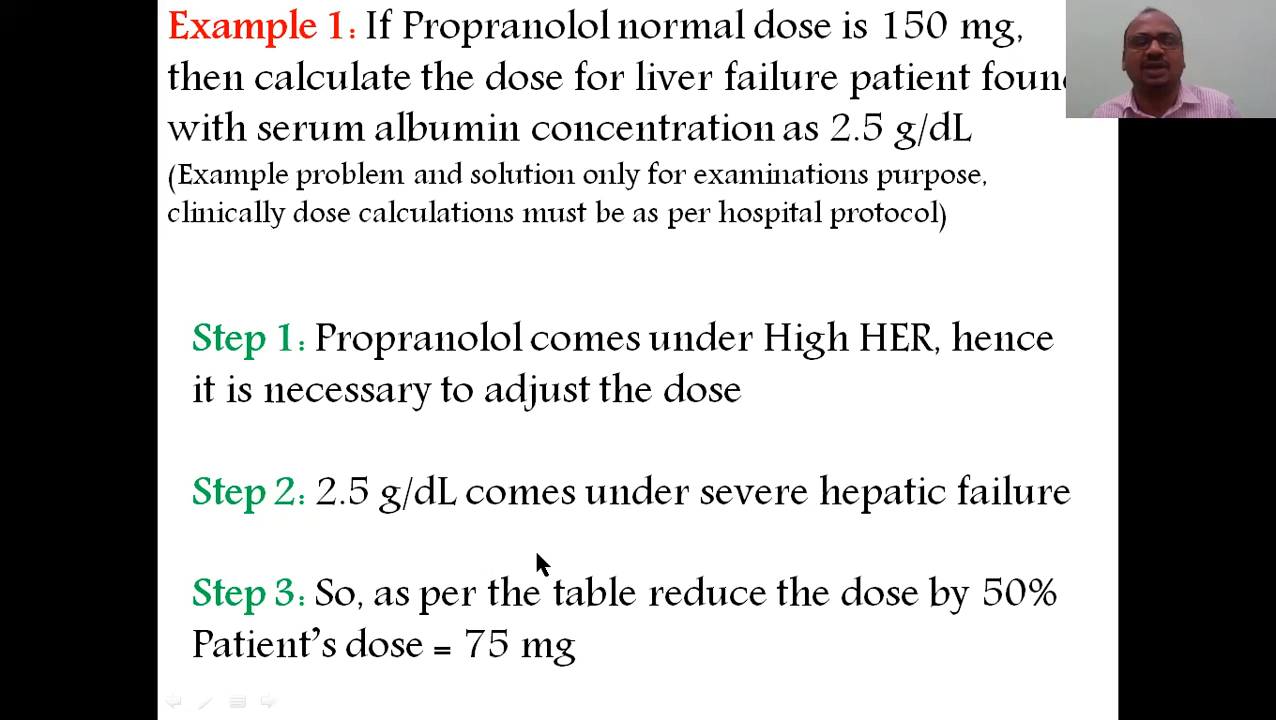 Example 1: If Propranolol normal dose is 150 mg,
then calculate the dose for liver failure patient
with serum albumin concentration as 2.5 g/dL
(Example problem and solution only for examinations purpose,
clinically dose calculations must be as per hospital protocol)
Step 1: Propranolol comes under High HER, hence
it is necessary to adjust the dose
Step 2: 2.5 g/dL comes under severe hepatic failure
Step 3: So, as per the table reduce the dose by 50%
Patient's dose = 75 mg